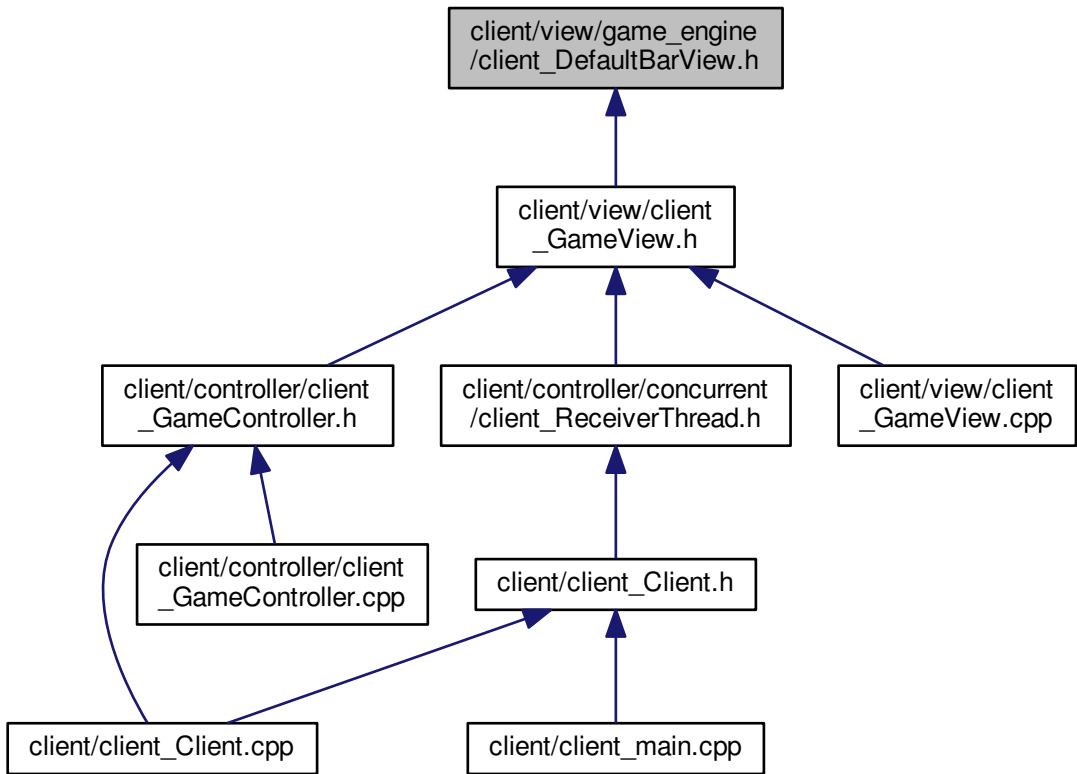 client/view/game_engine
/client_DefaultBarView.h
client/view/client
_GameView.h
client/controller/client
_GameController.h
client/controller/concurrent
/client_ReceiverThread.h
client/view/client
_GameView.cpp
client/controller/client
_GameController.cpp
client/client_Client.h
client/client_Client.cpp
client/client_main.cpp